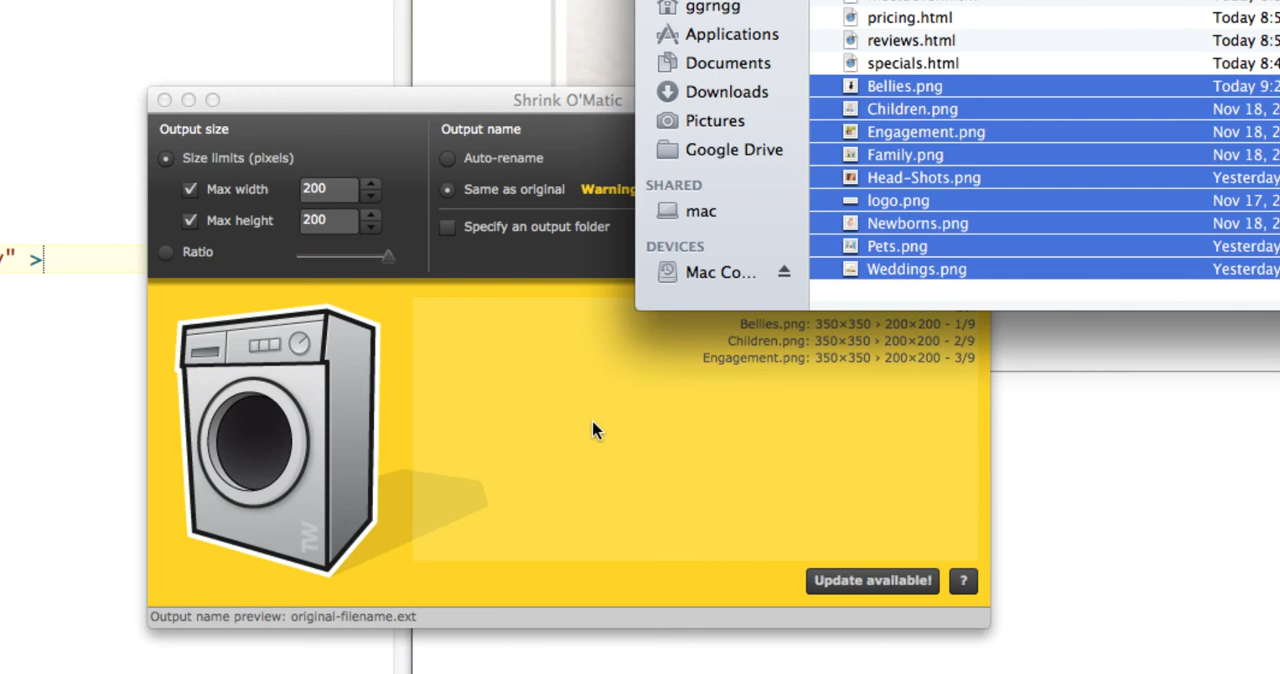 " >
Shrink O'Matic
Output size
Size limits (pixels)
Max width 200
Max height 200
Ratio
Output name
Auto-rename
Same as original Warning
Specify an output folder
TW
Bellies.png: 350×350 › 200×200 - 1/9
Children.png: 350×350 › 200×200 - 2/9
Engagement.png: 350×350 › 200×200 - 3/9
Update available! ?
Output name preview: original-filename.ext
ggrngg
Applications
Documents
Downloads
Pictures
Google Drive
SHARED
mac
DEVICES
Mac Co...
pricing.html Today 8:5
reviews.html Today 8:5
specials.html Today 8:4
Bellies.png Today 9:2
Children.png Nov 18, 2
Engagement.png Nov 18, 2
Family.png Nov 18, 2
Head-Shots.png Yesterday
logo.png Nov 17, 2
Newborns.png Nov 18, 2
Pets.png Yesterday
Weddings.png Yesterday